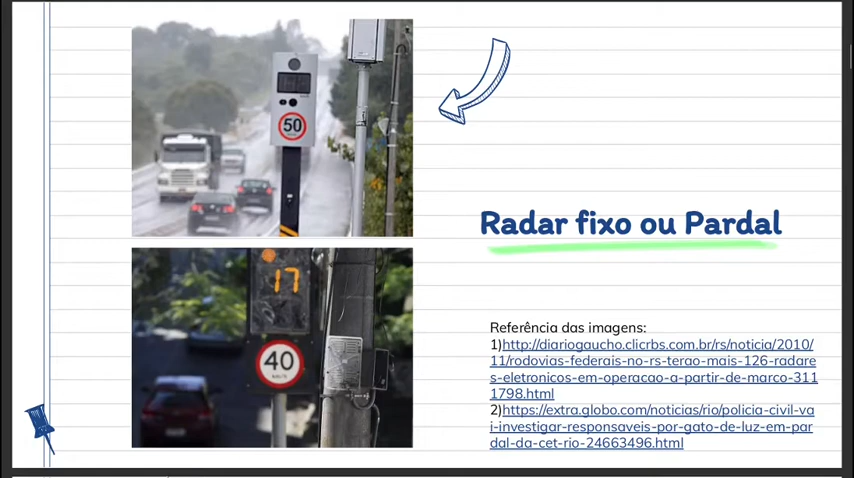 50
17
40
Radar fixo ou Pardal
Referência das imagens:
1)http://diariogaucho.clicrbs.com.br/rs/noticia/2010/
11/rodovias-federais-no-rs-terao-mais-126-radare
s-eletronicos-em-operacao-a-partir-de-marco-311
1798.html
2)https://extra.globo.com/noticias/rio/policia-civil-va
i-investigar-responsaveis-por-gato-de-luz-em-par
dal-da-cet-rio-24663496.html